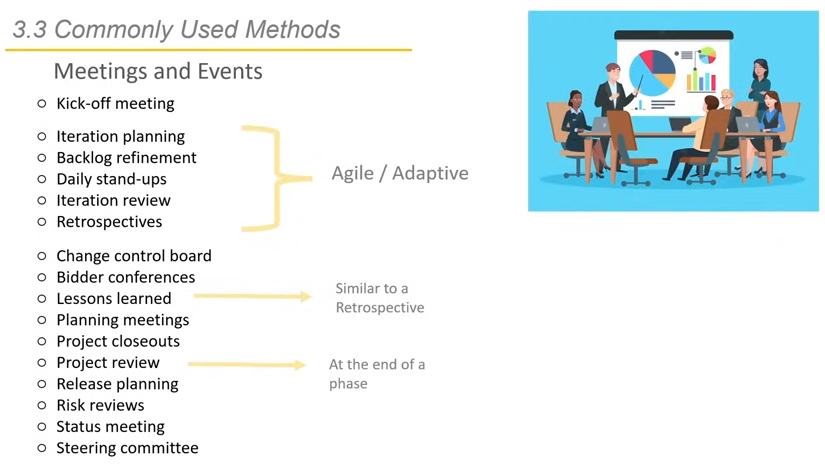 3.3 Commonly Used Methods
Meetings and Events
○ Kick-off meeting
○ Iteration planning
○ Backlog refinement
○ Daily stand-ups
○ Iteration review
○ Retrospectives
Agile / Adaptive
○ Change control board
○ Bidder conferences
○ Lessons learned
Similar to a
Retrospective
○ Planning meetings
○ Project closeouts
○ Project review
At the end of a
phase
○ Release planning
○ Risk reviews
○ Status meeting
○ Steering committee